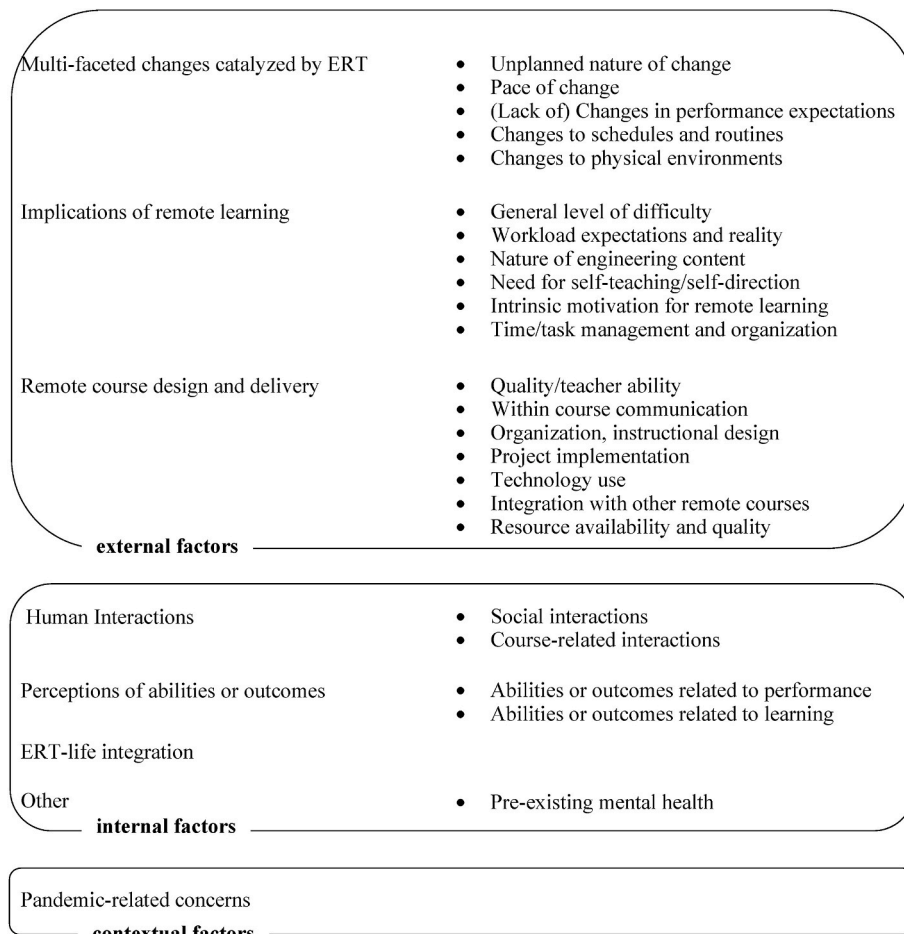 Multi-faceted changes catalyzed by ERT
• Unplanned nature of change
• Pace of change
• (Lack of) Changes in performance expectations
• Changes to schedules and routines
• Changes to physical environments
Implications of remote learning
• General level of difficulty
• Workload expectations and reality
• Nature of engineering content
• Need for self-teaching/self-direction
• Intrinsic motivation for remote learning
• Time/task management and organization
Remote course design and delivery
• Quality/teacher ability
• Within course communication
• Organization, instructional design
• Project implementation
• Technology use
• Integration with other remote courses
• Resource availability and quality
external factors
Human Interactions
• Social interactions
• Course-related interactions
Perceptions of abilities or outcomes
• Abilities or outcomes related to performance
• Abilities or outcomes related to learning
ERT-life integration
Other
• Pre-existing mental health
internal factors
Pandemic-related concerns
contextual factors